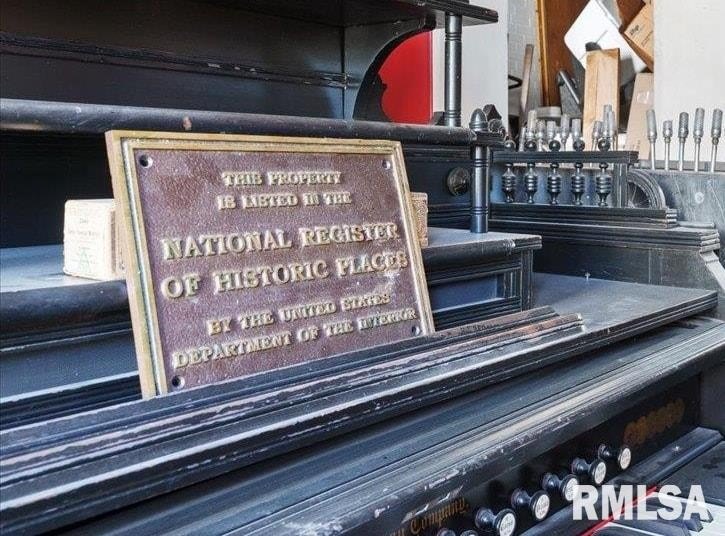 THIS PROPERTY
IS LISTED IN THE
NATIONAL REGISTER
OF HISTORIC PLACES
BY THE UNITED STATES
DEPARTMENT OF THE INTERIOR
Company.
RMLSA